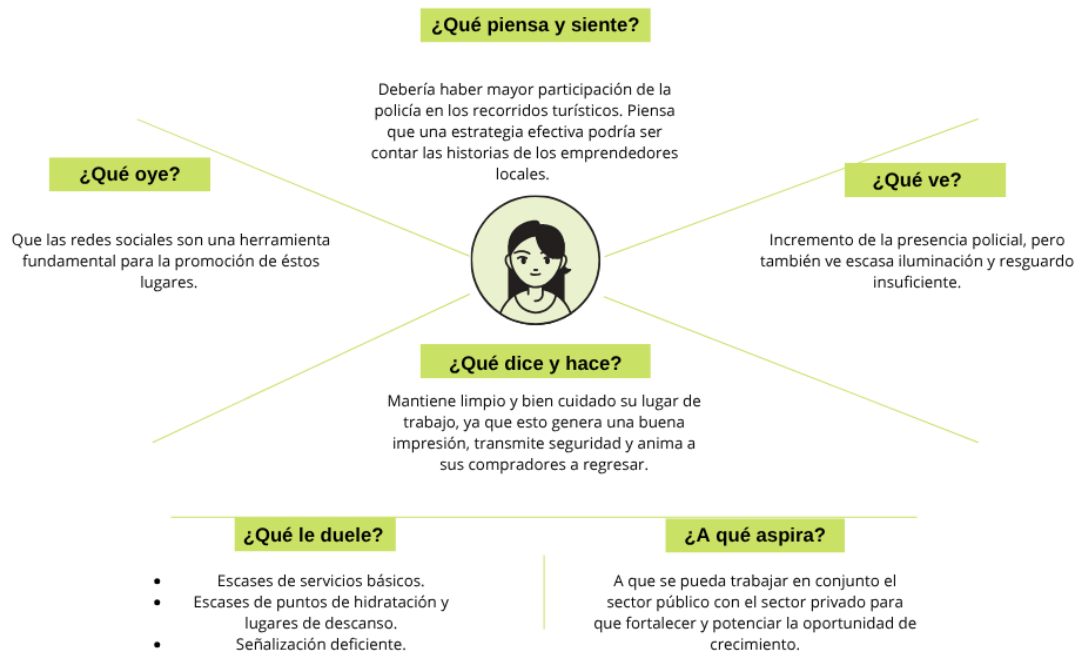 ¿Qué piensa y siente?
Debería haber mayor participación de la
policía en los recorridos turísticos. Piensa
que una estrategia efectiva podría ser
contar las historias de los emprendedores
locales.
¿Qué oye?
Que las redes sociales son una herramienta
fundamental para la promoción de éstos
lugares.
¿Qué ve?
Incremento de la presencia policial, pero
también ve escasa iluminación y resguardo
insuficiente.
¿Qué dice y hace?
Mantiene limpio y bien cuidado su lugar de
trabajo, ya que esto genera una buena
impresión, transmite seguridad y anima a
sus compradores a regresar.
¿Qué le duele?
• Escases de servicios básicos.
• Escases de puntos de hidratación y
lugares de descanso.
• Señalización deficiente.
¿A qué aspira?
A que se pueda trabajar en conjunto el
sector público con el sector privado para
que fortalecer y potenciar la oportunidad de
crecimiento.